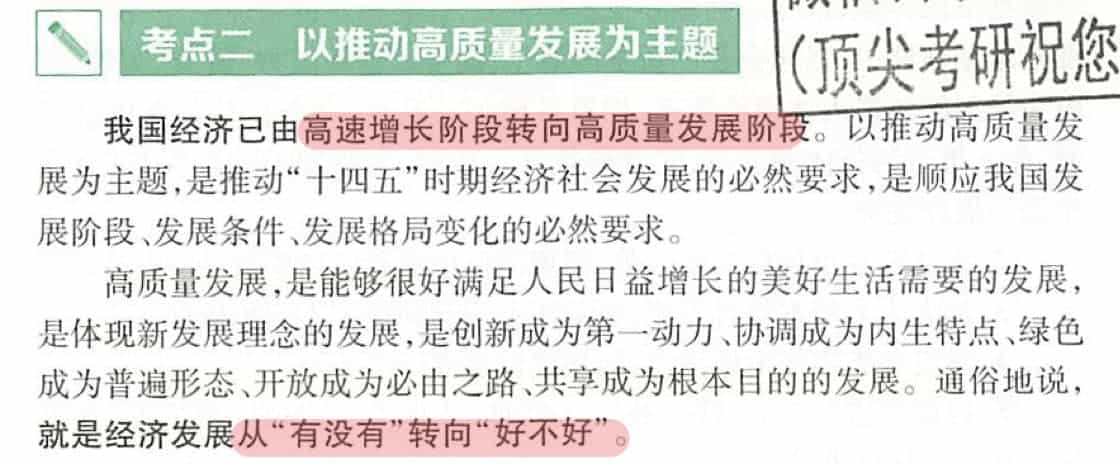 考点二 以推动高质量发展为主题
(顶尖考研祝您
我国经济已由高速增长阶段转向高质量发展阶段。以推动高质量发
展为主题,是推动“十四五”时期经济社会发展的必然要求,是顺应我国发
展阶段、发展条件、发展格局变化的必然要求。
高质量发展,是能够很好满足人民日益增长的美好生活需要的发展,
是体现新发展理念的发展,是创新成为第一动力、协调成为内生特点、绿色
成为普遍形态、开放成为必由之路、共享成为根本目的的发展。通俗地说,
就是经济发展从“有没有”转向“好不好”。